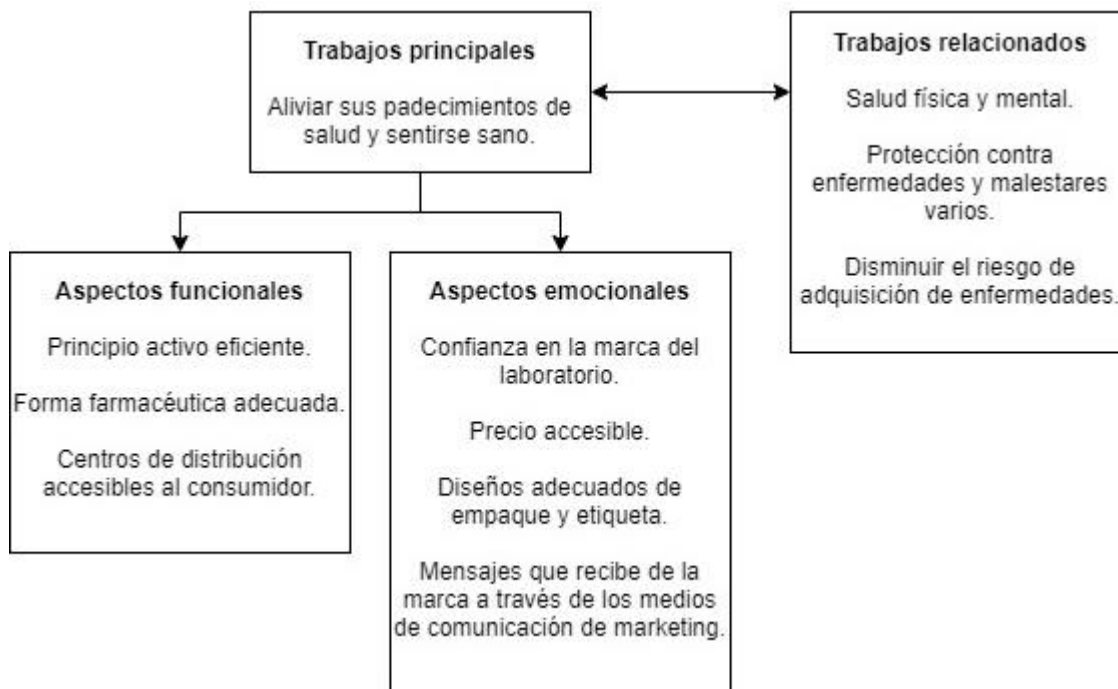 Trabajos principales
Aliviar sus padecimientos de
salud y sentirse sano.
Trabajos relacionados
Salud física y mental.
Protección contra
enfermedades y malestares
varios.
Disminuir el riesgo de
adquisición de enfermedades.
Aspectos funcionales
Principio activo eficiente.
Forma farmacéutica adecuada.
Centros de distribución
accesibles al consumidor.
Aspectos emocionales
Confianza en la marca del
laboratorio.
Precio accesible.
Diseños adecuados de
empaque y etiqueta.
Mensajes que recibe de la
marca a través de los medios
de comunicación de marketing.